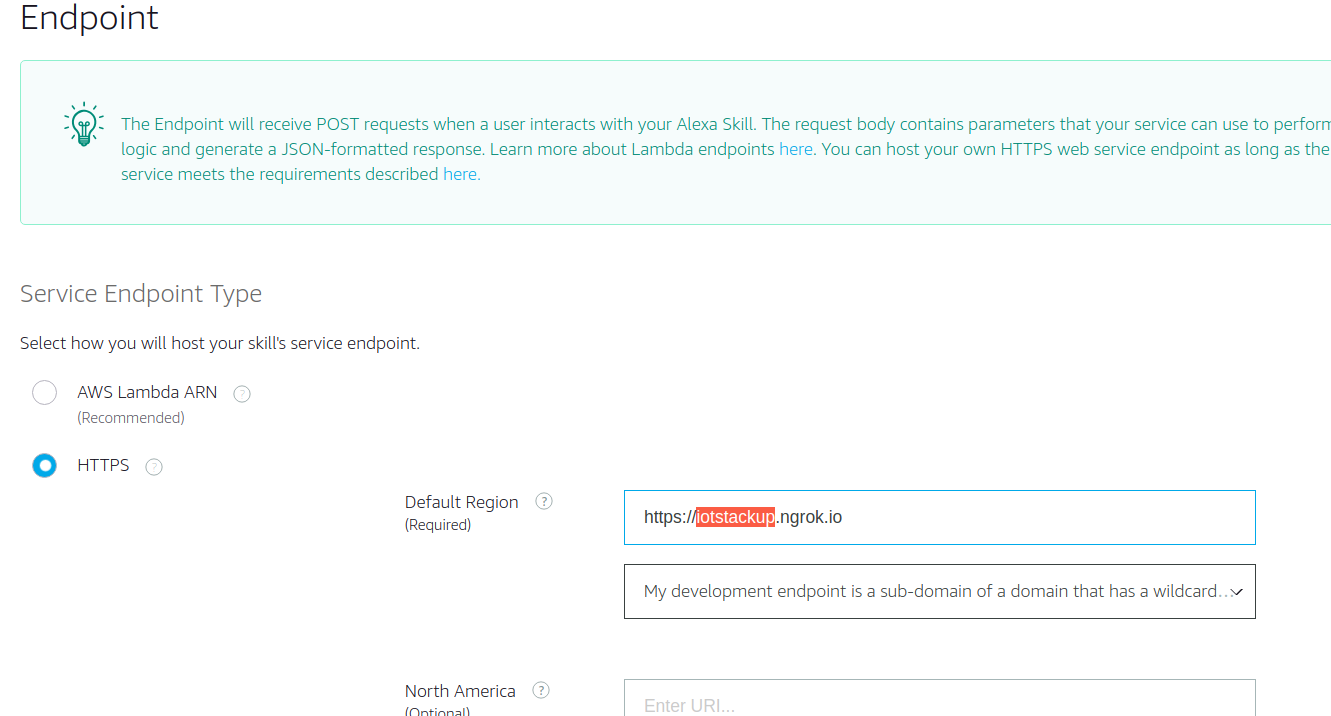 Endpoint
The Endpoint will receive POST requests when a user interacts with your Alexa Skill. The request body contains parameters that your service can use to perform
logic and generate a JSON-formatted response. Learn more about Lambda endpoints here. You can host your own HTTPS web service endpoint as long as the
service meets the requirements described here.
Service Endpoint Type
Select how you will host your skill's service endpoint.
AWS Lambda ARN ?
(Recommended)
HTTPS ?
Default Region ?
(Required)
https://iotstackup.ngrok.io
My development endpoint is a sub-domain of a domain that has a wildcard...
North America ?
(Optional)
Enter URI...